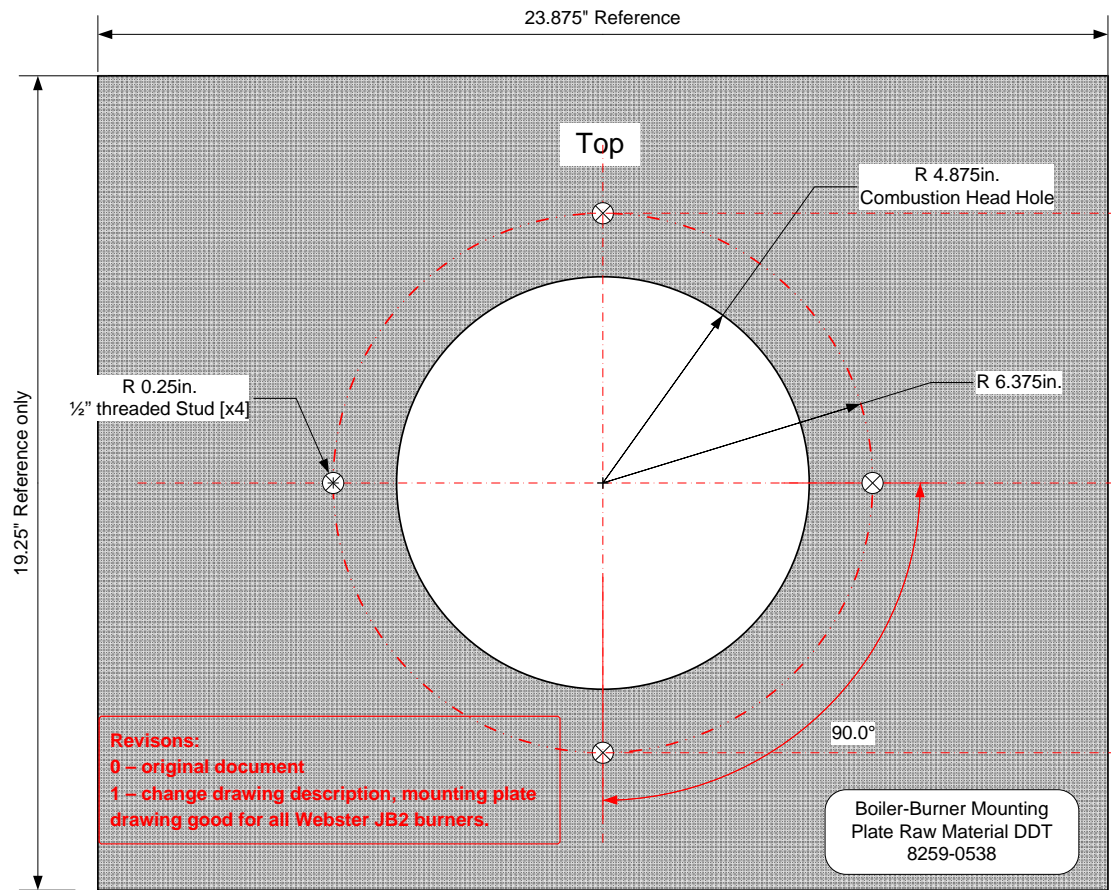 23.875" Reference
Top
R 4.875in.
Combustion Head Hole
R 6.375in.
R 0.25in.
½” threaded Stud [x4]
19.25" Reference only
90.0°
Revisons:
0 – original document
1 – change drawing description, mounting plate
drawing good for all Webster JB2 burners.
Boiler-Burner Mounting
Plate Raw Material DDT
8259-0538